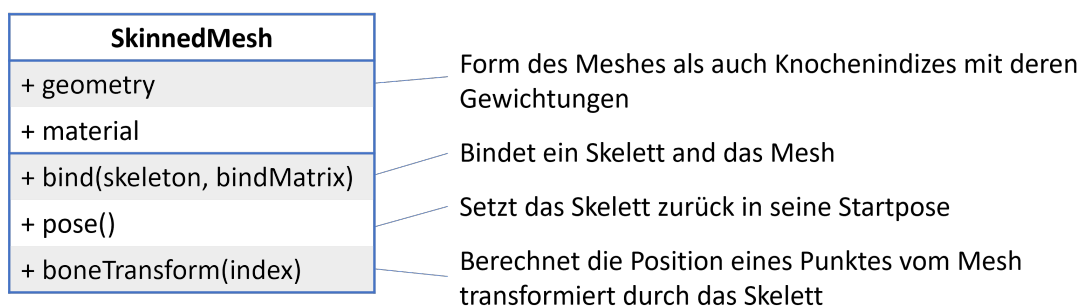 SkinnedMesh
+ geometry
+ material
+ bind(skeleton, bindMatrix)
+ pose()
+ boneTransform(index)
Form des Meshes als auch Knochenindizes mit deren
Gewichtungen
Bindet ein Skelett and das Mesh
Setzt das Skelett zurück in seine Startpose
Berechnet die Position eines Punktes vom Mesh
transformiert durch das Skelett